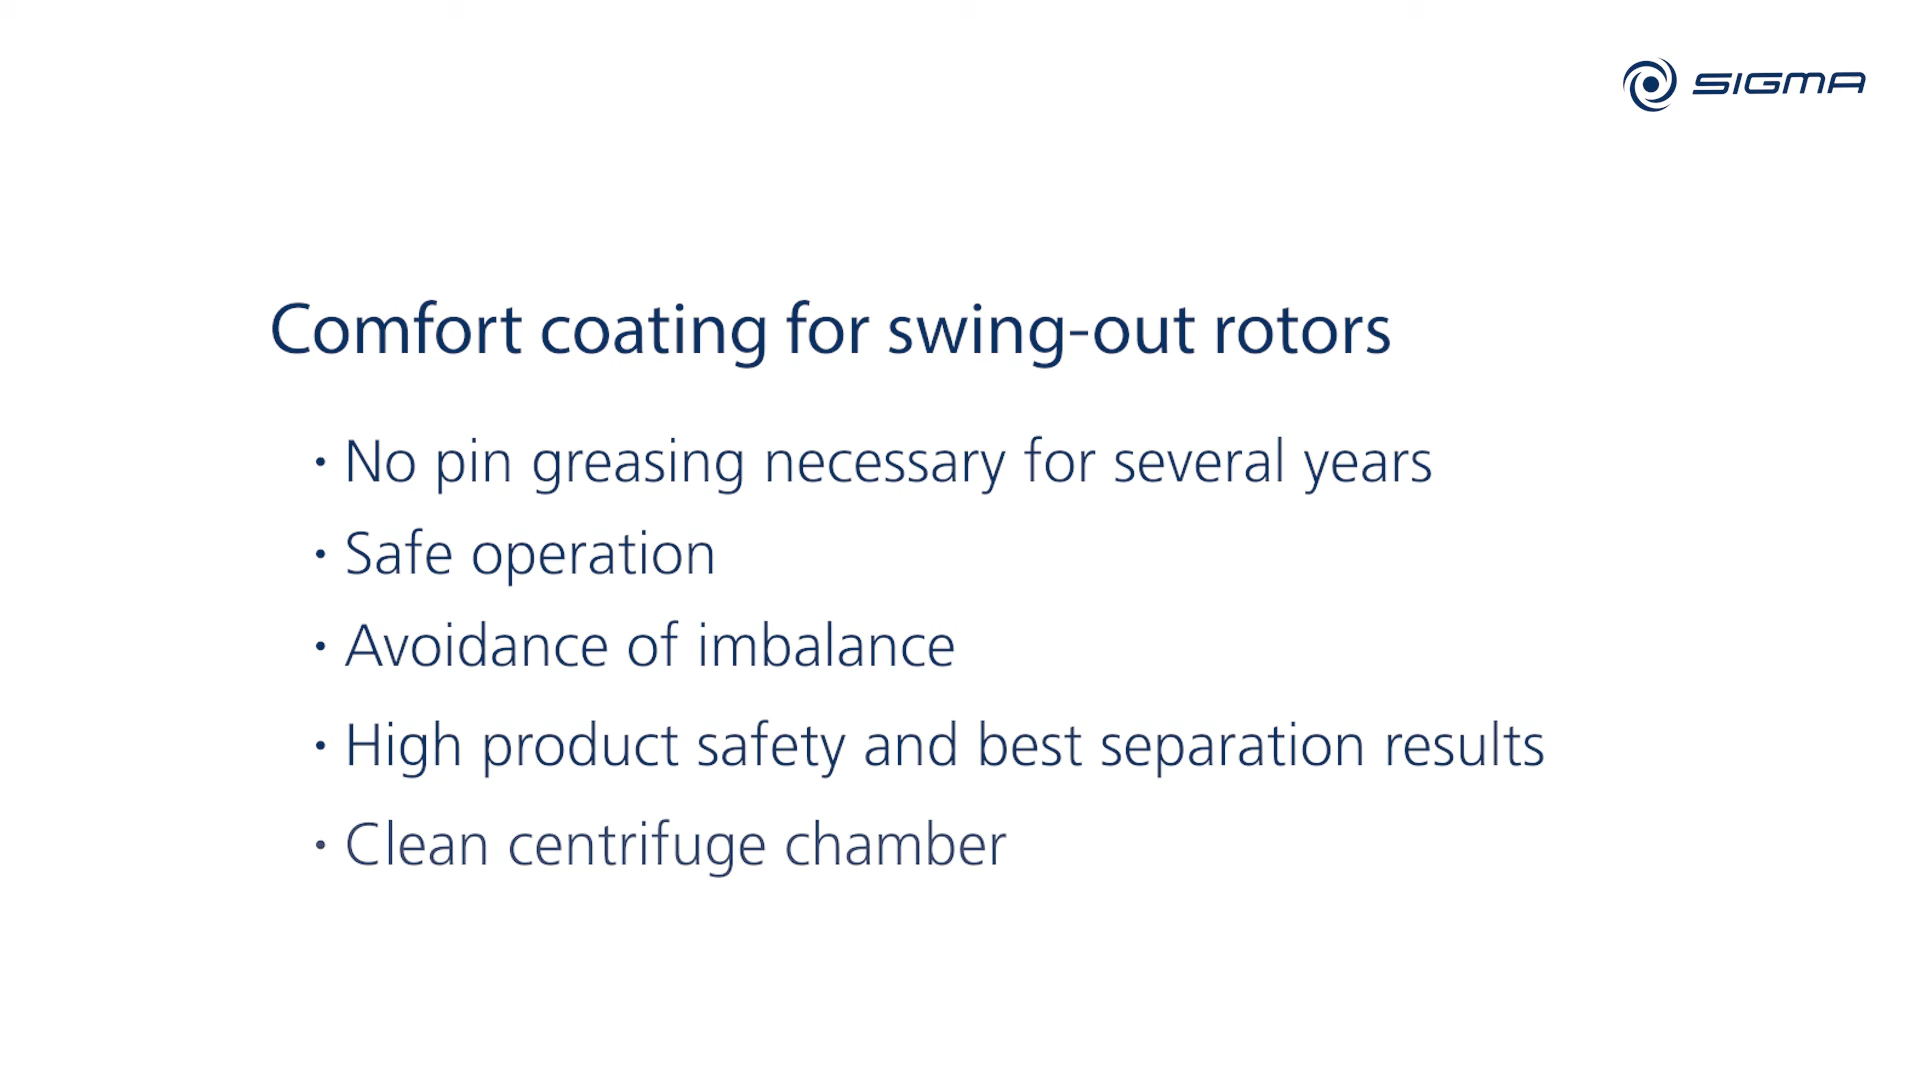 SIGMA
Comfort coating for swing-out rotors
· No pin greasing necessary for several years
· Safe operation
· Avoidance of imbalance
· High product safety and best separation results
· Clean centrifuge chamber